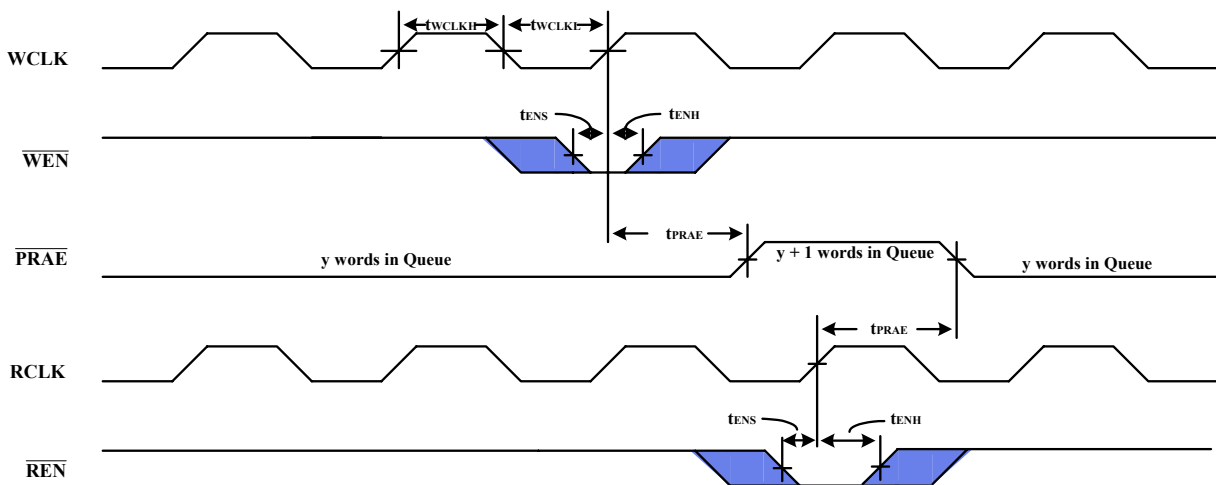 tWCLKH tWCLKL
WCLK
tENS tENH
WEN
tPRAE
PRAE
y words in Queue y + 1 words in Queue y words in Queue
tPRAE
RCLK
tENS tENH
REN